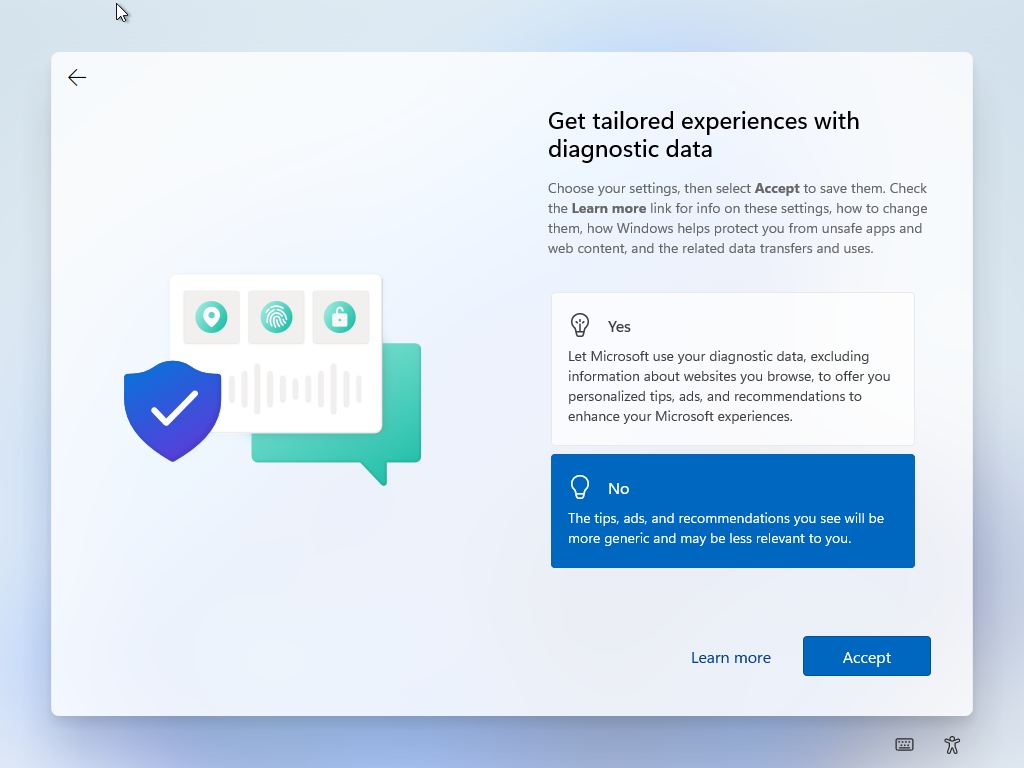 Get tailored experiences with
diagnostic data
Choose your settings, then select Accept to save them. Check
the Learn more link for info on these settings, how to change
them, how Windows helps protect you from unsafe apps and
web content, and the related data transfers and uses.
Yes
Let Microsoft use your diagnostic data, excluding
information about websites you browse, to offer you
personalized tips, ads, and recommendations to
enhance your Microsoft experiences.
No
The tips, ads, and recommendations you see will be
more generic and may be less relevant to you.
Learn more
Accept